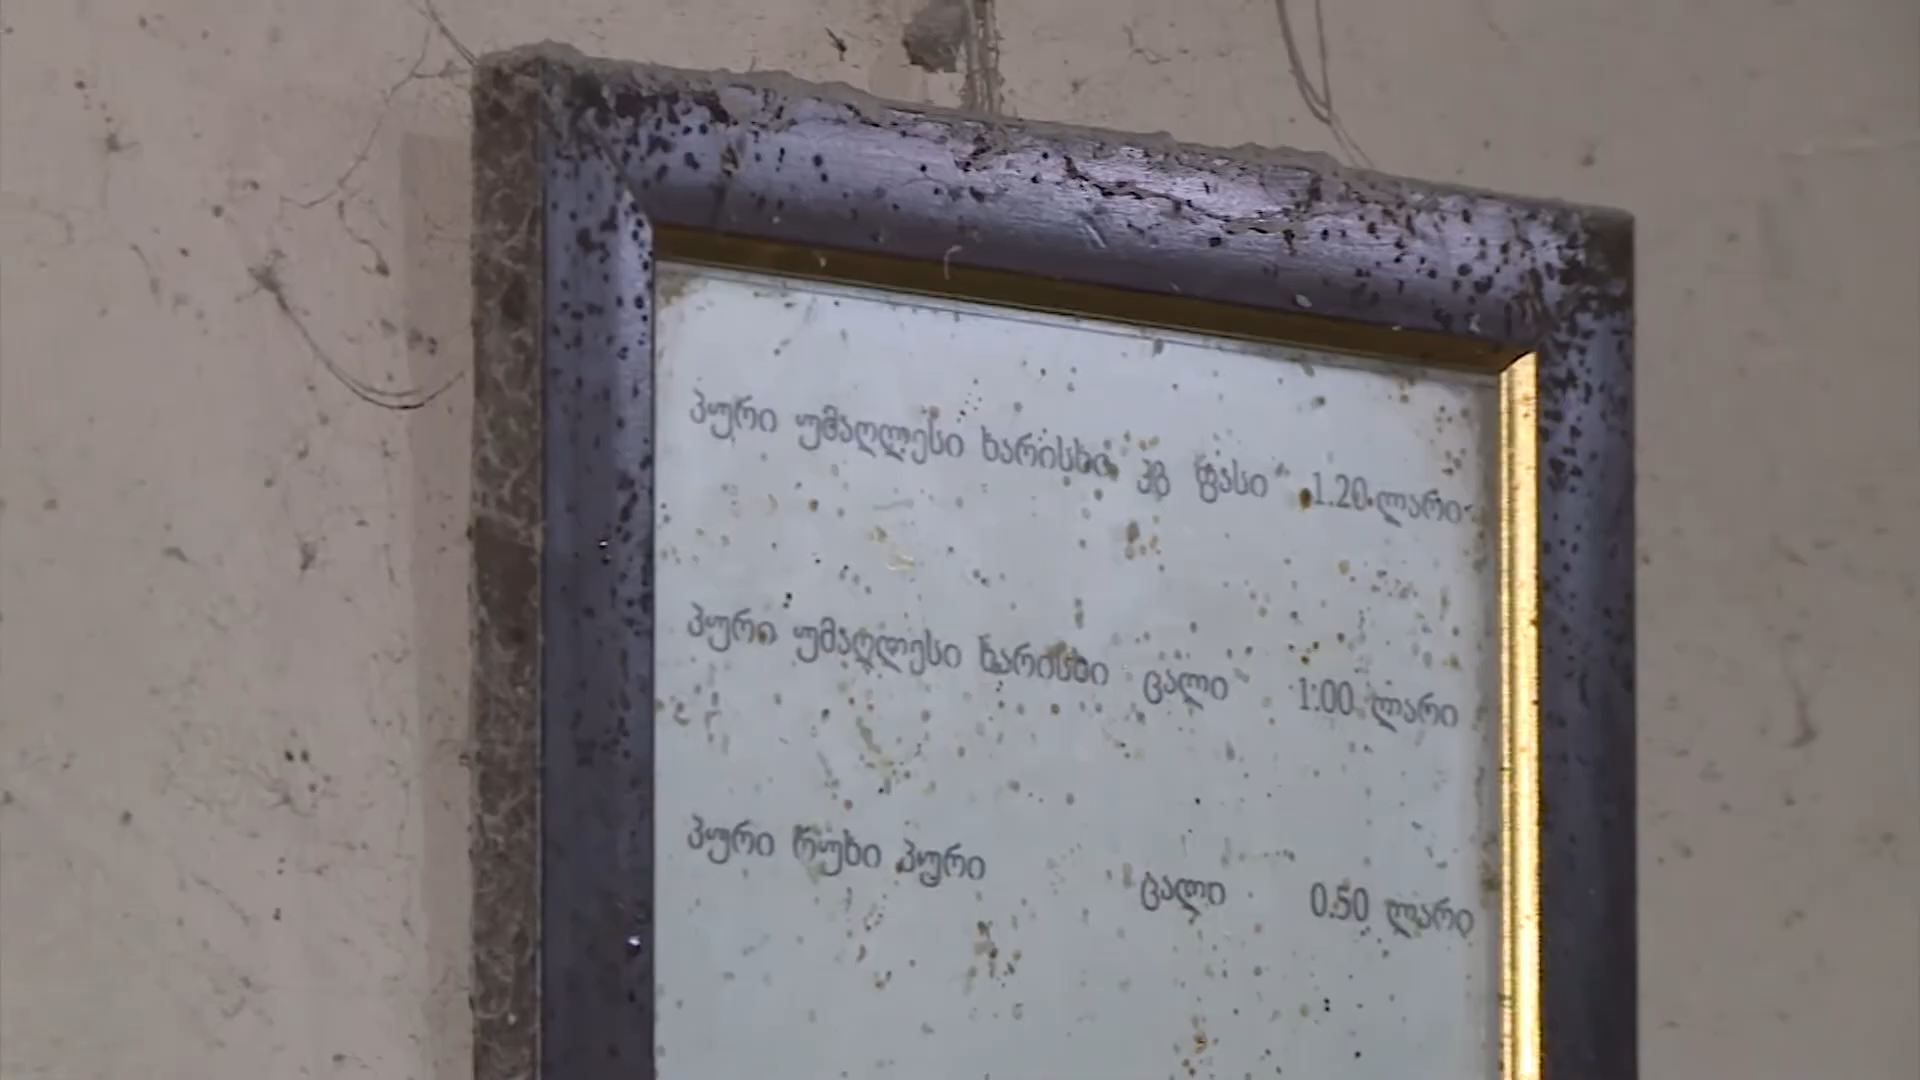 პური უმაღლესი ხარისხი კგ ფასი 1.20 ლარი
პური უმაღლესი ხარისხი ცალი 1.00 ლარი
პური რუხი პური ცალი 0.50 ლარი